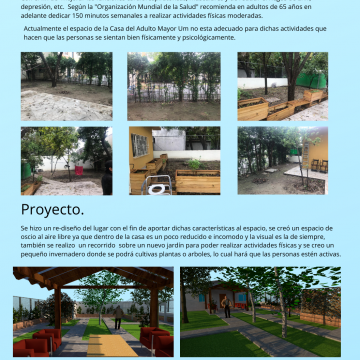 depresión, etc.  Según la "Organización Mundial de la Salud" recomienda en adultos de 65 años en
adelante dedicar 150 minutos semanales a realizar actividades físicas moderadas.
Actualmente el espacio de la Casa del Adulto Mayor Um no esta adecuado para dichas actividades que
hacen que las personas se sientan bien físicamente y psicológicamente.
Proyecto.
Se hizo un re-diseño del lugar con el fin de aportar dichas características al espacio, se creó un espacio de
oscio al aire libre ya que dentro de la casa es un poco reducido e incomodo y la visual es la de siempre,
también se realizo  un recorrido  sobre un nuevo jardin para poder realizar actividades físicas y se creo un
pequeño invernadero donde se podrá cultivas plantas o arboles, lo cual hará que las personas estén activas.